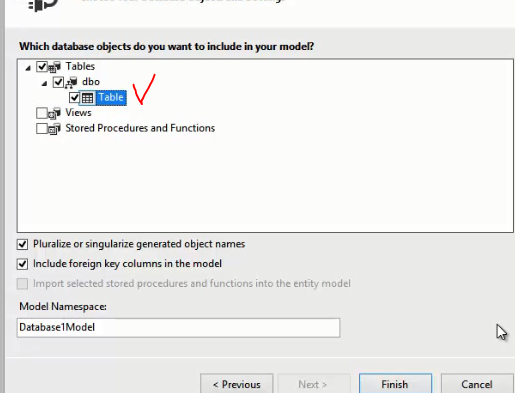 Which database objects do you want to include in your model?
Tables
dbo
Table
Views
Stored Procedures and Functions
Pluralize or singularize generated object names
Include foreign key columns in the model
Import selected stored procedures and functions into the entity model
Model Namespace:
Database1Model
< Previous
Next >
Finish
Cancel